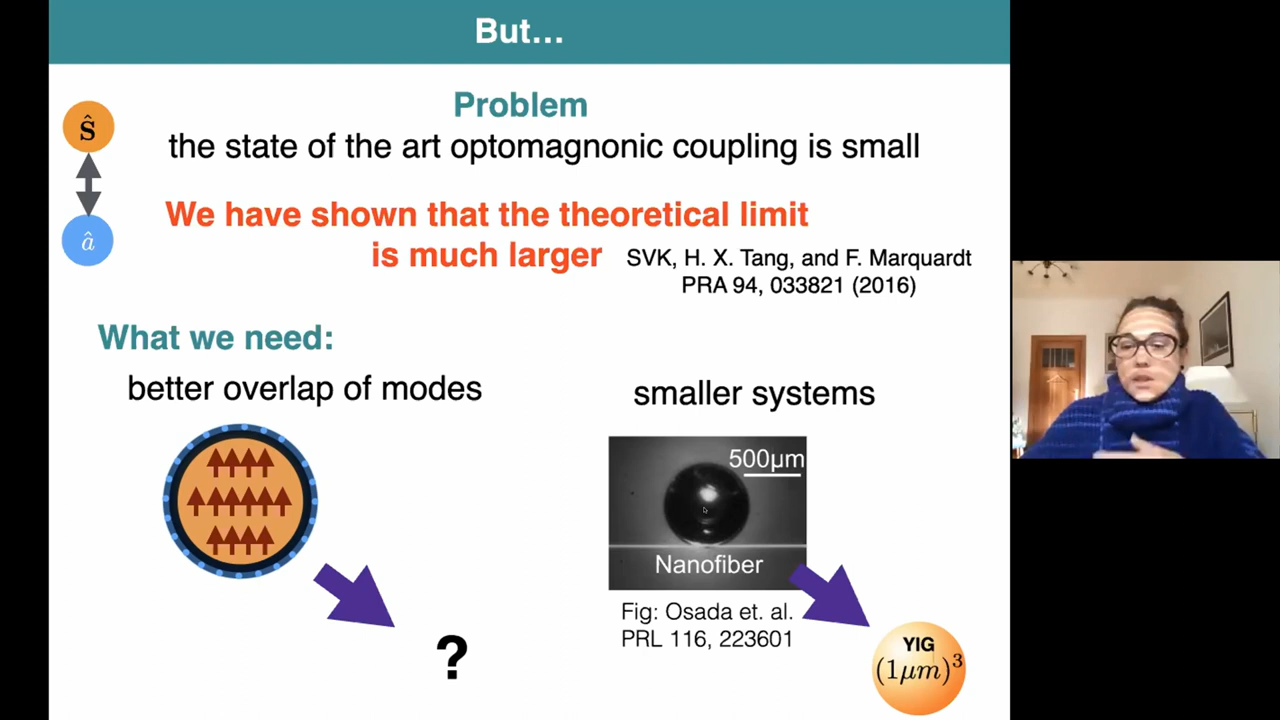 But...
Problem
Ŝ
the state of the art optomagnonic coupling is small
We have shown that the theoretical limit
is much larger
â
SVK, H. X. Tang, and F. Marquardt
PRA 94, 033821 (2016)
What we need:
better overlap of modes
smaller systems
500μm
Nanofiber
Fig: Osada et. al.
PRL 116, 223601
?
YIG
(1μm)³